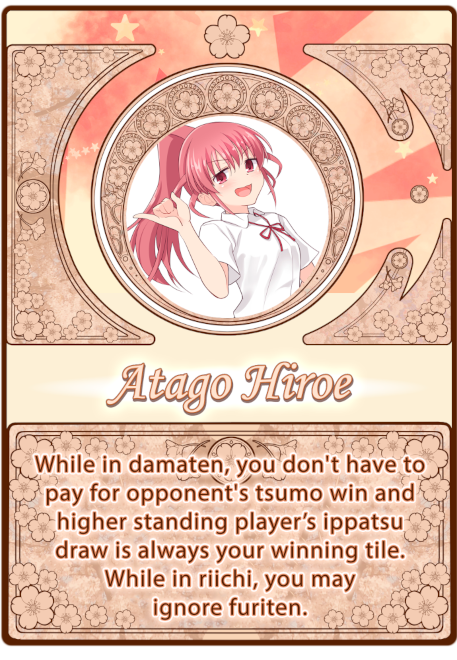 Atago Hiroe
While in damaten, you don't have to
pay for opponent's tsumo win and
higher standing player’s ippatsu
draw is always your winning tile.
While in riichi, you may
ignore furiten.